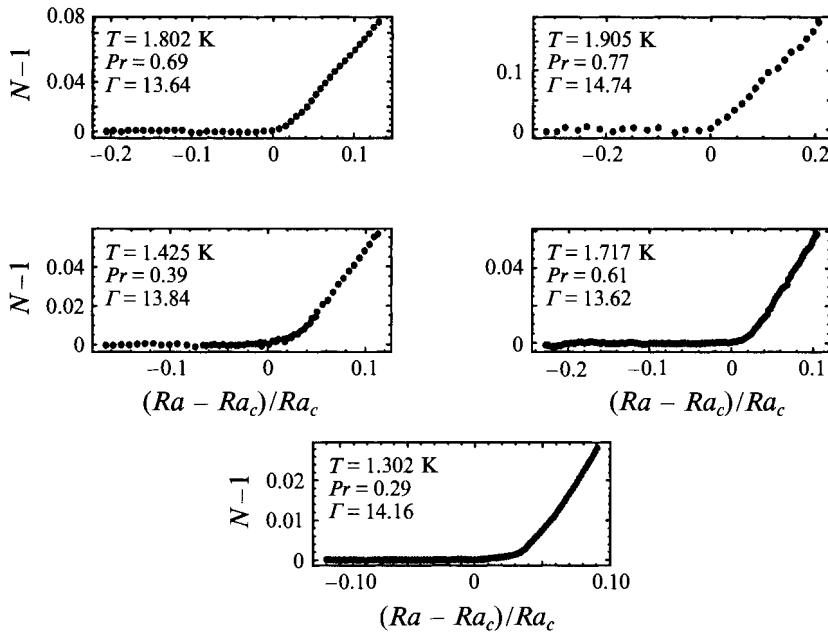 0.08
0.04
0
N – 1
T = 1.802 K
Pr = 0.69
Γ = 13.64
−0.2
−0.1
0
0.1
0.1
0
T = 1.905 K
Pr = 0.77
Γ = 14.74
−0.2
0
0.2
0.04
0.02
0
N – 1
T = 1.425 K
Pr = 0.39
Γ = 13.84
−0.1
0
0.1
(Ra − Ra_c)/Ra_c
0.04
0
T = 1.717 K
Pr = 0.61
Γ = 13.62
−0.2
−0.1
0
0.1
(Ra − Ra_c)/Ra_c
0.02
0.01
0
N – 1
T = 1.302 K
Pr = 0.29
Γ = 14.16
−0.10
0
0.10
(Ra − Ra_c)/Ra_c